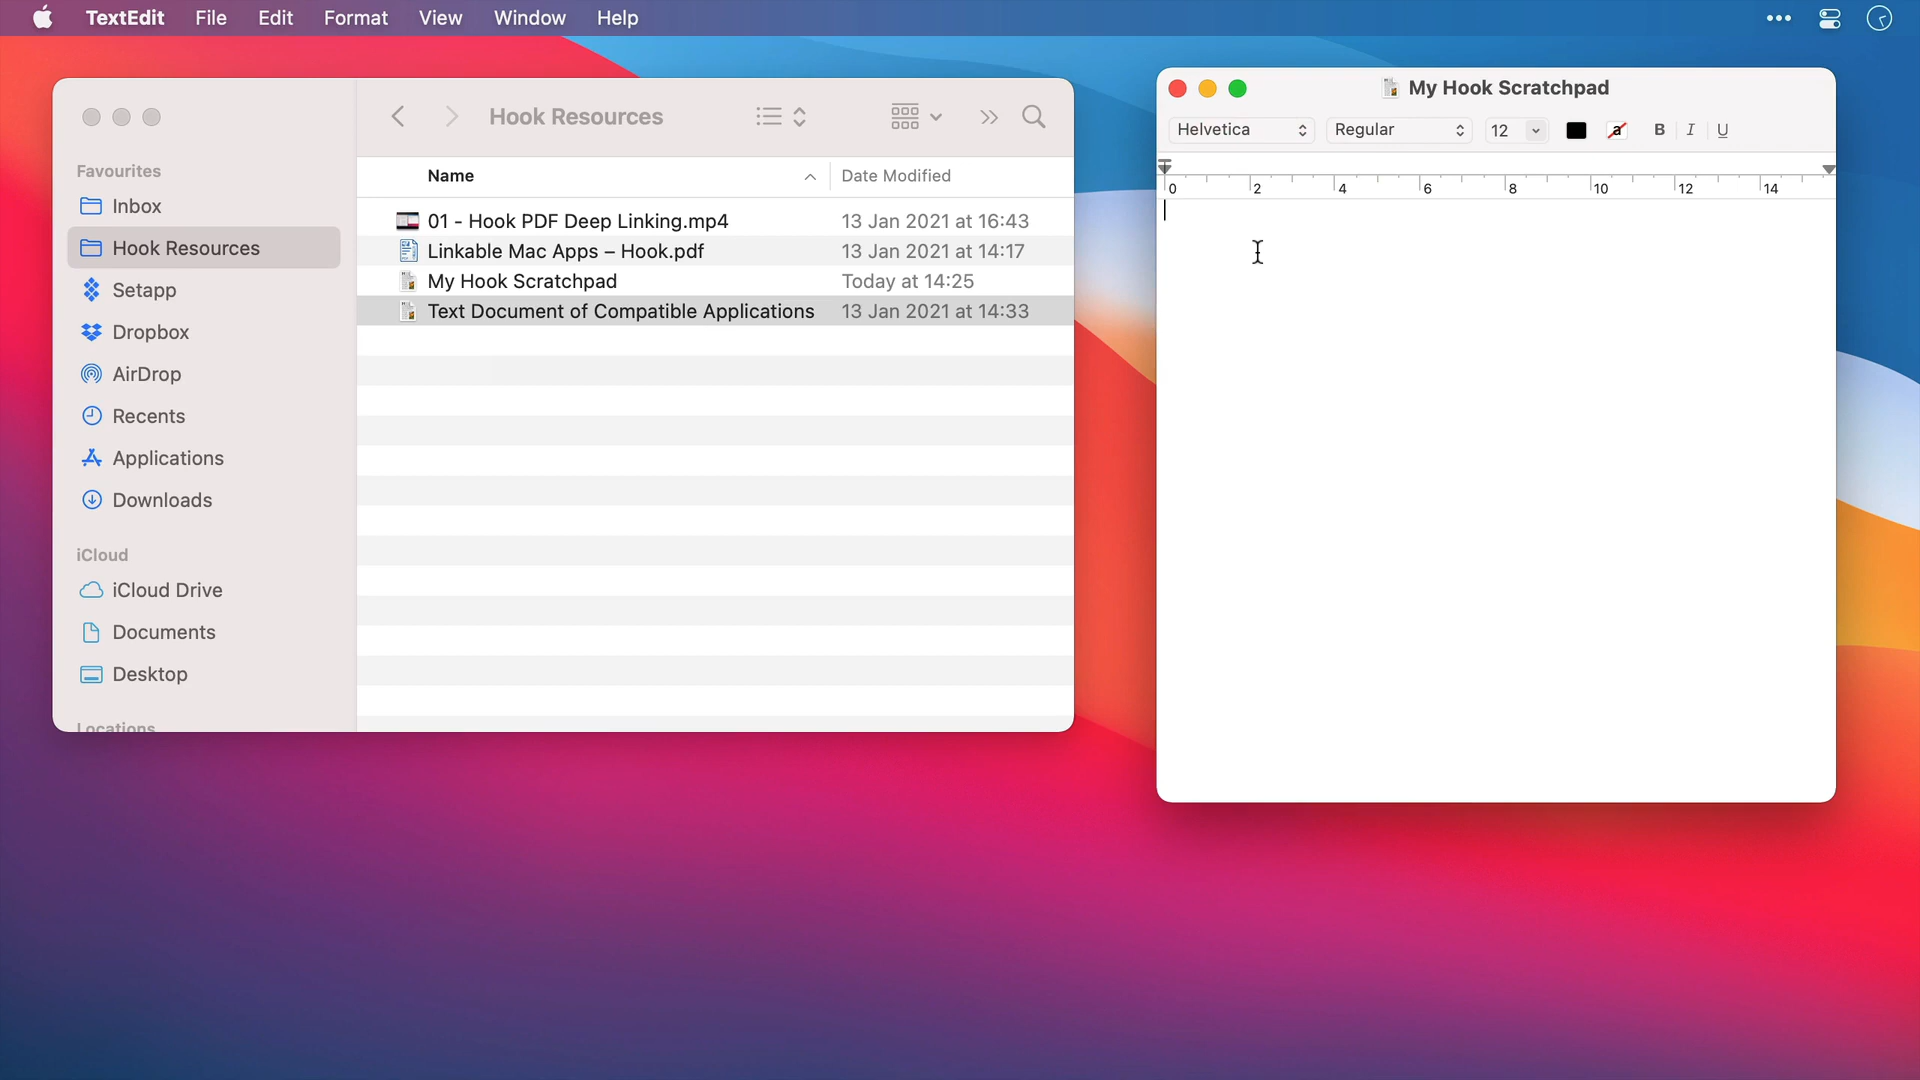 TextEdit File Edit Format View Window Help
Hook Resources
Favourites
Inbox
Hook Resources
Setapp
Dropbox
AirDrop
Recents
Applications
Downloads
iCloud
iCloud Drive
Documents
Desktop
Locations
Name Date Modified
01 - Hook PDF Deep Linking.mp4 13 Jan 2021 at 16:43
Linkable Mac Apps – Hook.pdf 13 Jan 2021 at 14:17
My Hook Scratchpad Today at 14:25
Text Document of Compatible Applications 13 Jan 2021 at 14:33
My Hook Scratchpad
Helvetica Regular 12 a B I U
0 2 4 6 8 10 12 14